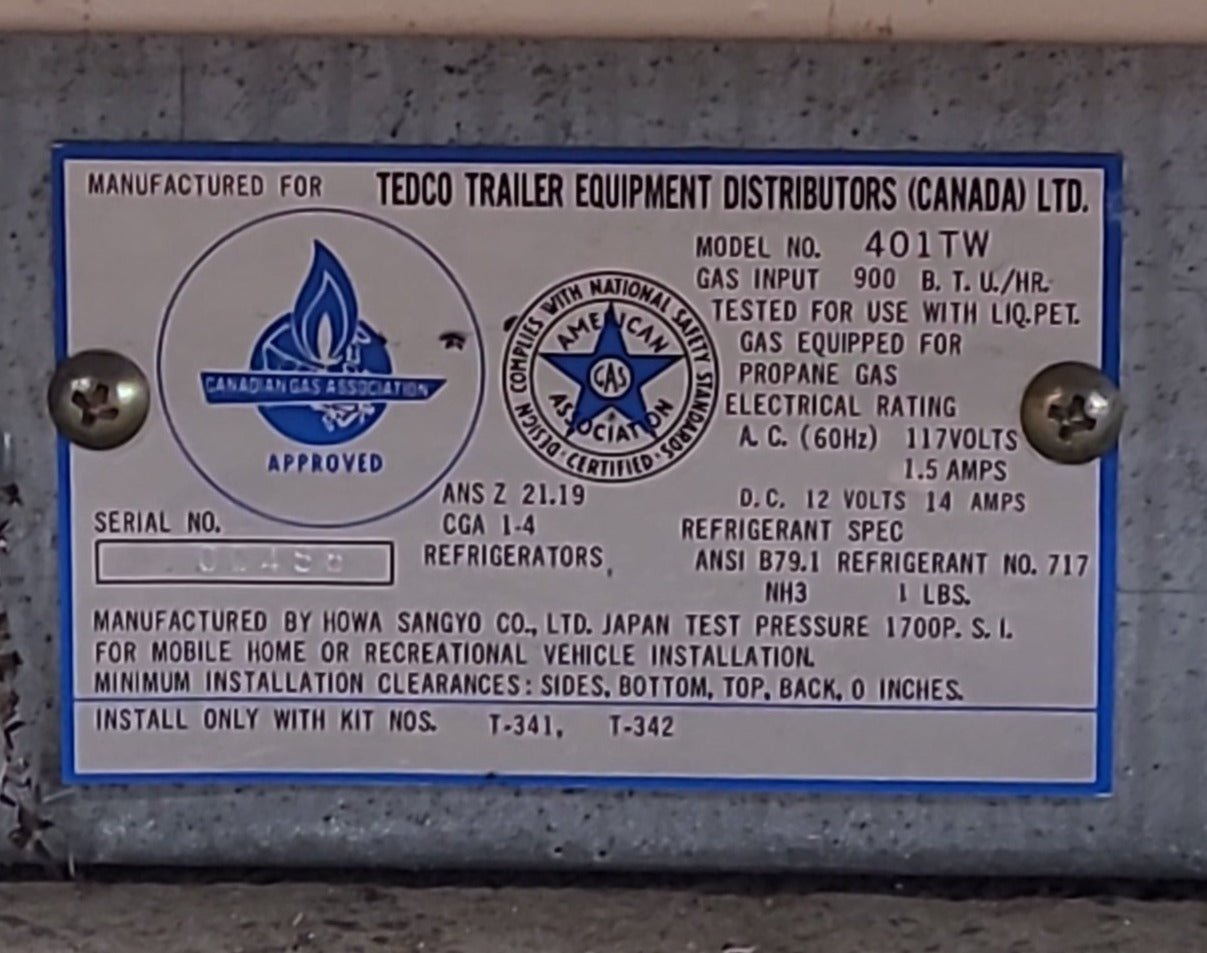 MANUFACTURED FOR TEDCO TRAILER EQUIPMENT DISTRIBUTORS (CANADA) LTD.
CANADIAN GAS ASSOCIATION
APPROVED
DESIGN COMPLIES WITH NATIONAL SAFETY STANDARDS · CERTIFIED ·
AMERICAN
GAS
ASSOCIATION
MODEL NO. 401TW
GAS INPUT 900 B. T. U./HR.
TESTED FOR USE WITH LIQ.PET.
GAS EQUIPPED FOR
PROPANE GAS
ELECTRICAL RATING
A. C. (60Hz) 117VOLTS
1.5 AMPS
D. C. 12 VOLTS 14 AMPS
ANS Z 21.19
CGA 1-4
REFRIGERATORS
SERIAL NO.
REFRIGERANT SPEC
ANSI B79.1 REFRIGERANT NO. 717
NH3 1 LBS.
MANUFACTURED BY HOWA SANGYO CO., LTD. JAPAN TEST PRESSURE 1700P. S. I.
FOR MOBILE HOME OR RECREATIONAL VEHICLE INSTALLATION.
MINIMUM INSTALLATION CLEARANCES: SIDES, BOTTOM, TOP, BACK, 0 INCHES.
INSTALL ONLY WITH KIT NOS. T-341, T-342